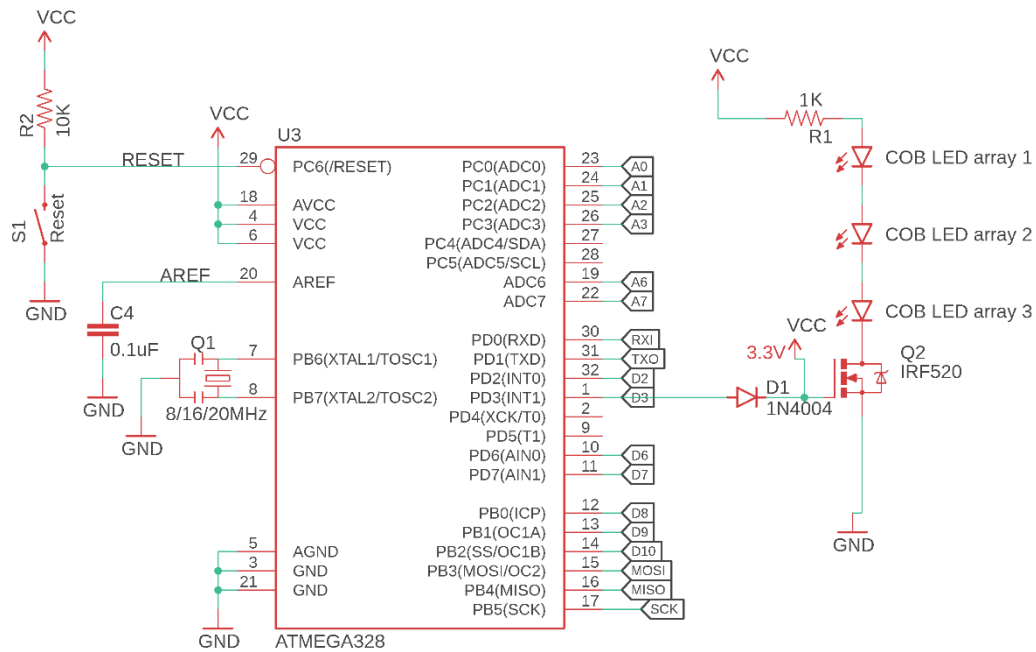 VCC
R2
10K
RESET
S1
Reset
GND
AREF
C4
0.1uF
GND
Q1
8/16/20MHz
GND
VCC
U3
29 PC6(/RESET)
18 AVCC
4 VCC
6 VCC
20 AREF
7 PB6(XTAL1/TOSC1)
8 PB7(XTAL2/TOSC2)
5 AGND
3 GND
21 GND
GND
ATMEGA328
PC0(ADC0) 23 A0
PC1(ADC1) 24 A1
PC2(ADC2) 25 A2
PC3(ADC3) 26 A3
PC4(ADC4/SDA) 27
PC5(ADC5/SCL) 28
ADC6 19 A6
ADC7 22 A7
PD0(RXD) 30 RXI
PD1(TXD) 31 TXO
PD2(INT0) 32 D2
PD3(INT1) 1 D3
PD4(XCK/T0) 2
PD5(T1) 9
PD6(AIN0) 10 D6
PD7(AIN1) 11 D7
PB0(ICP) 12 D8
PB1(OC1A) 13 D9
PB2(SS/OC1B) 14 D10
PB3(MOSI/OC2) 15 MOSI
PB4(MISO) 16 MISO
PB5(SCK) 17 SCK
VCC
1K
R1
COB LED array 1
COB LED array 2
COB LED array 3
VCC
3.3V
D1
1N4004
Q2
IRF520
GND